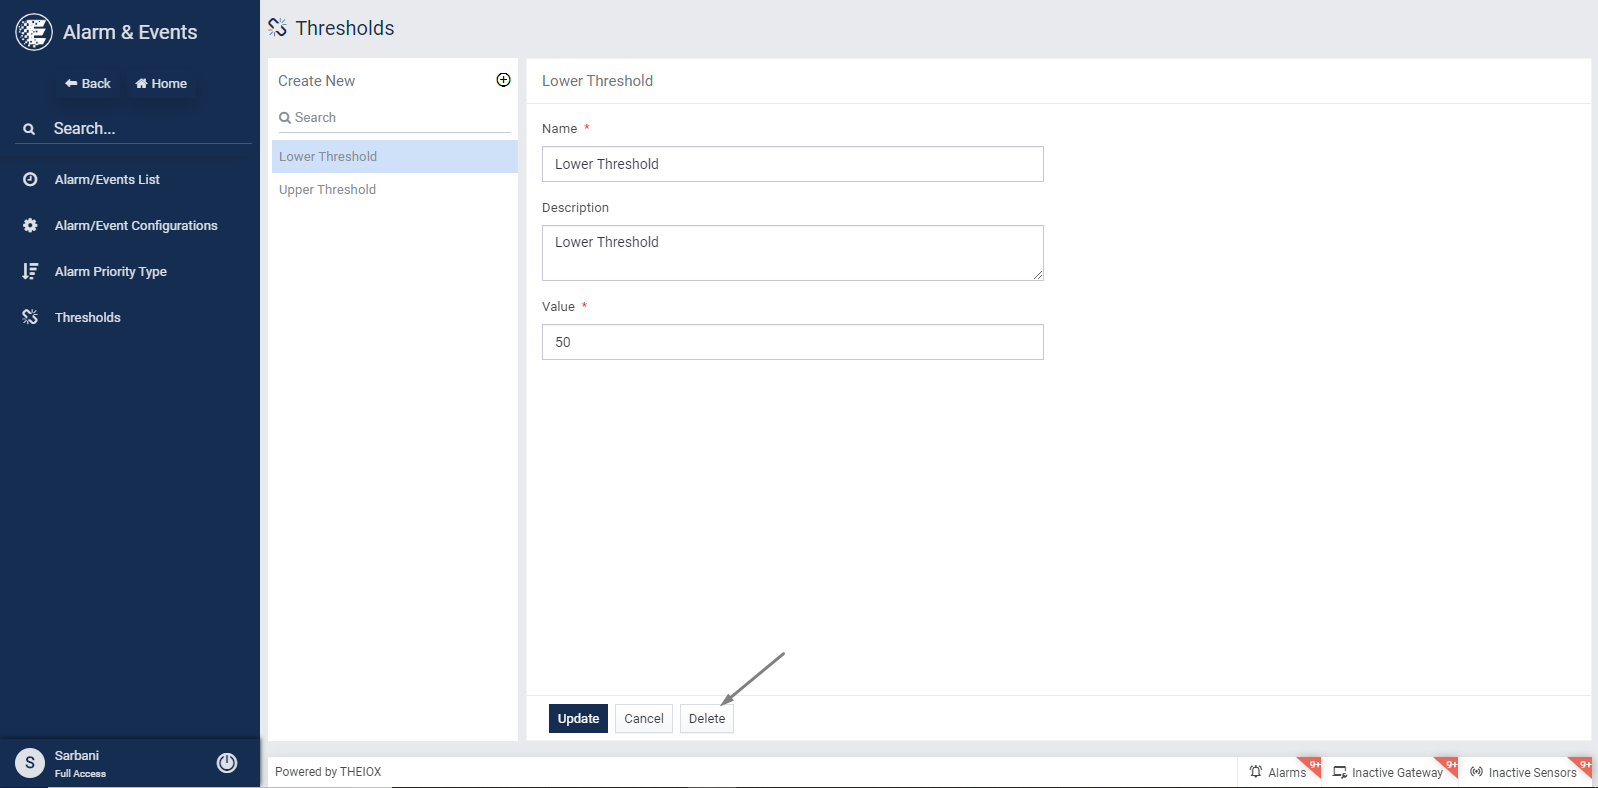 Alarm & Events
Back Home
Search...
Alarm/Events List
Alarm/Event Configurations
Alarm Priority Type
Thresholds
S Sarbani
Full Access
Thresholds
Create New
Search
Lower Threshold
Upper Threshold
Lower Threshold
Name *
Lower Threshold
Description
Lower Threshold
Value *
50
Update Cancel Delete
Powered by THEIOX
Alarms 9+ Inactive Gateway 9+ Inactive Sensors 9+